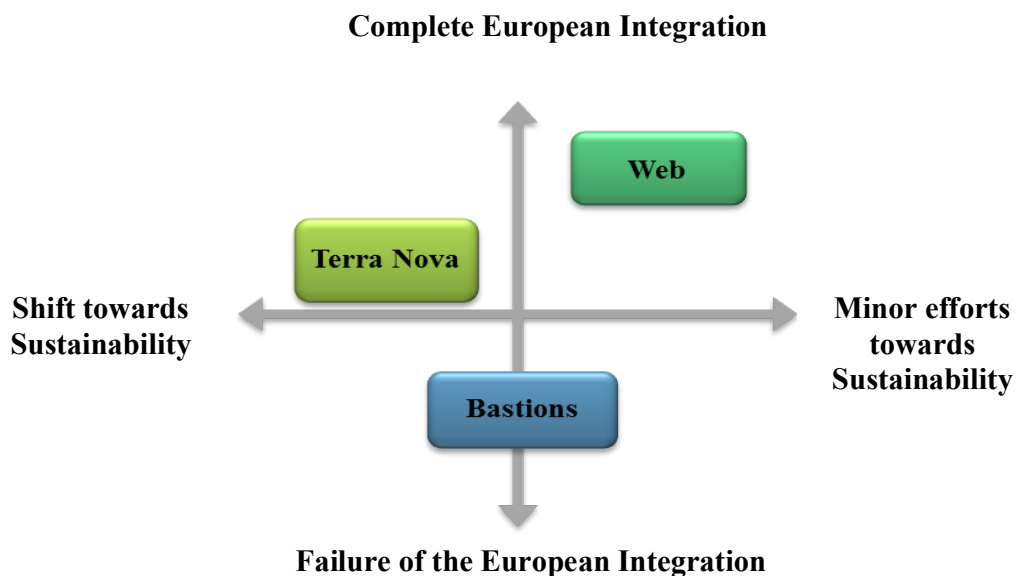 Complete European Integration
Web
Terra Nova
Shift towards
Sustainability
Minor efforts
towards
Sustainability
Bastions
Failure of the European Integration